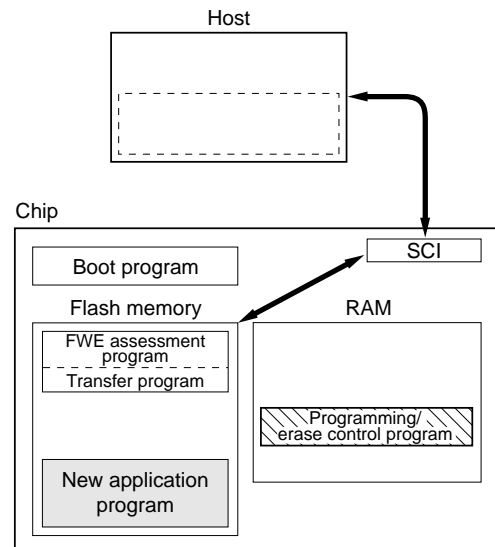 Host
Chip
SCI
Boot program
Flash memory
RAM
FWE assessment
program
Transfer program
Programming/
erase control program
New application
program